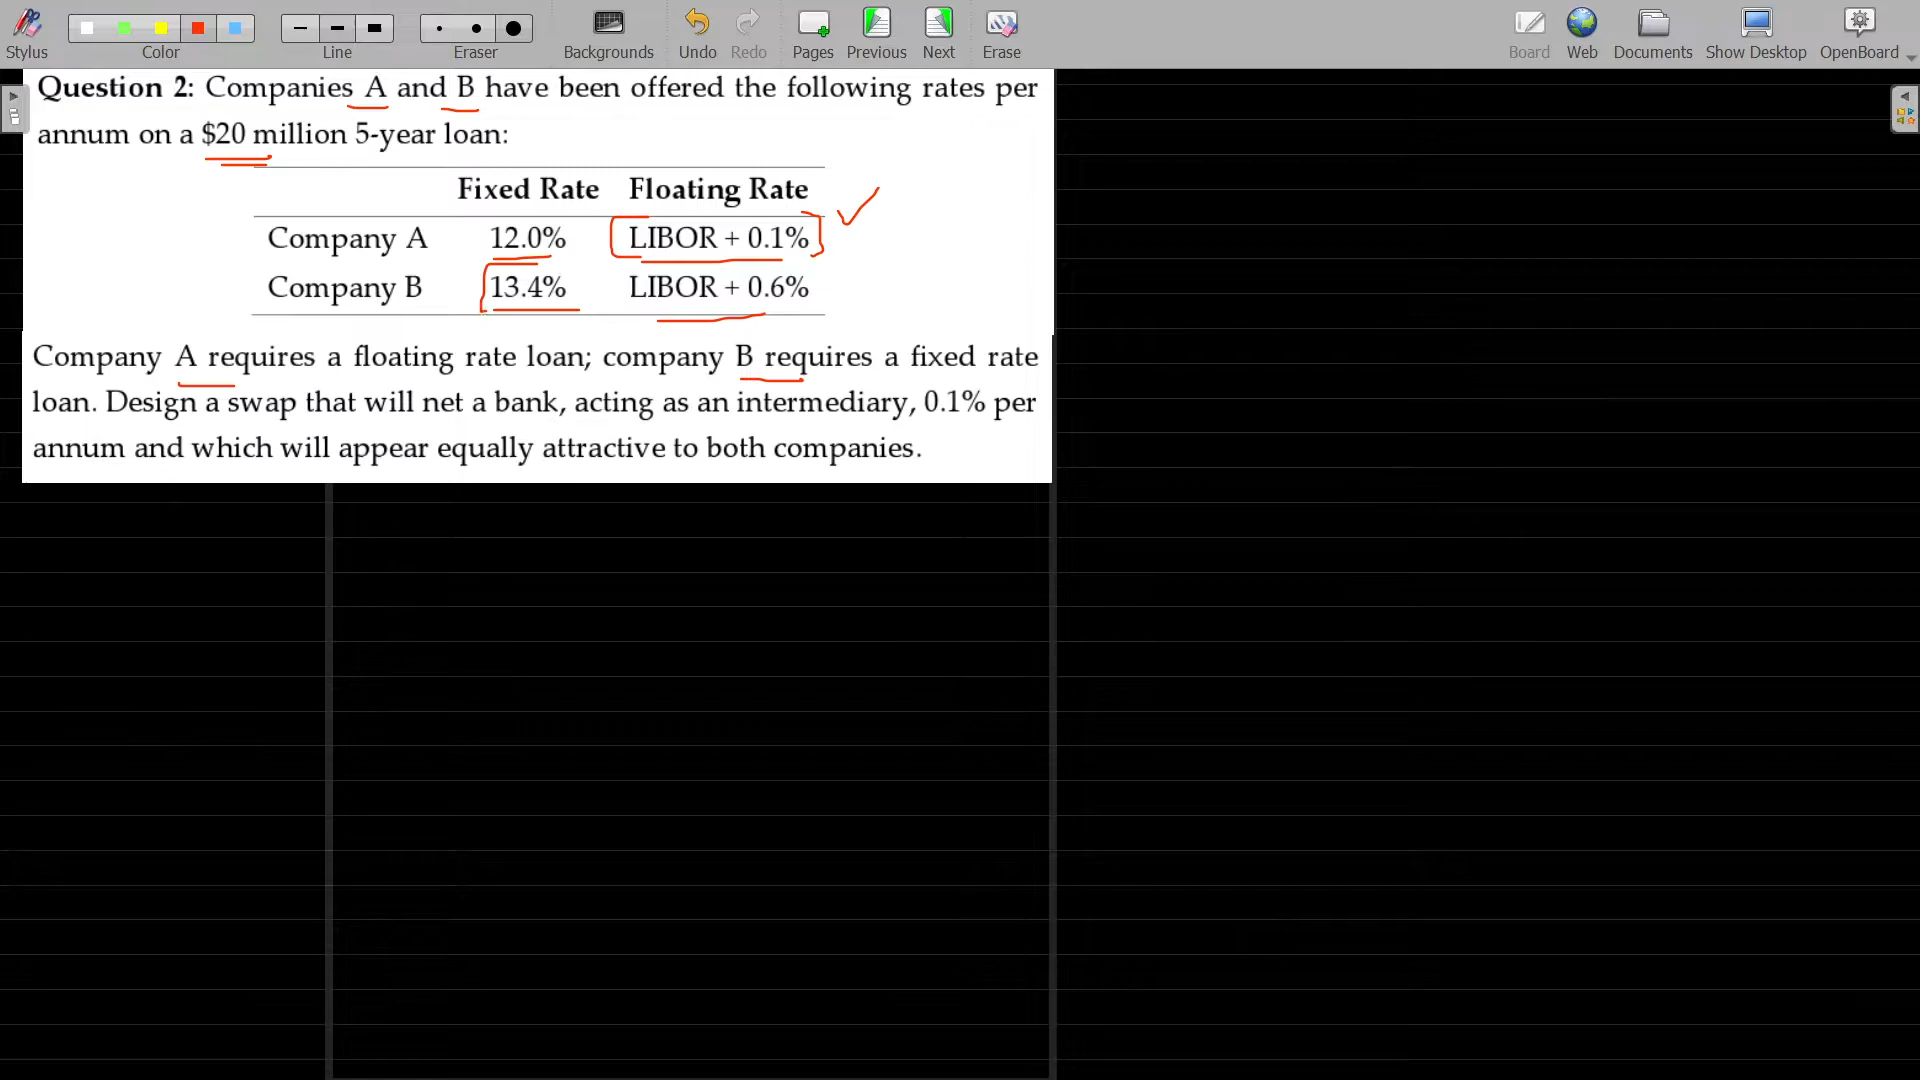 Stylus Color Line Eraser Backgrounds Undo Redo Pages Previous Next Erase Board Web Documents Show Desktop OpenBoard
Question 2: Companies A and B have been offered the following rates per
annum on a $20 million 5-year loan:
Fixed Rate Floating Rate
Company A 12.0% LIBOR + 0.1%
Company B 13.4% LIBOR + 0.6%
Company A requires a floating rate loan; company B requires a fixed rate
loan. Design a swap that will net a bank, acting as an intermediary, 0.1% per
annum and which will appear equally attractive to both companies.